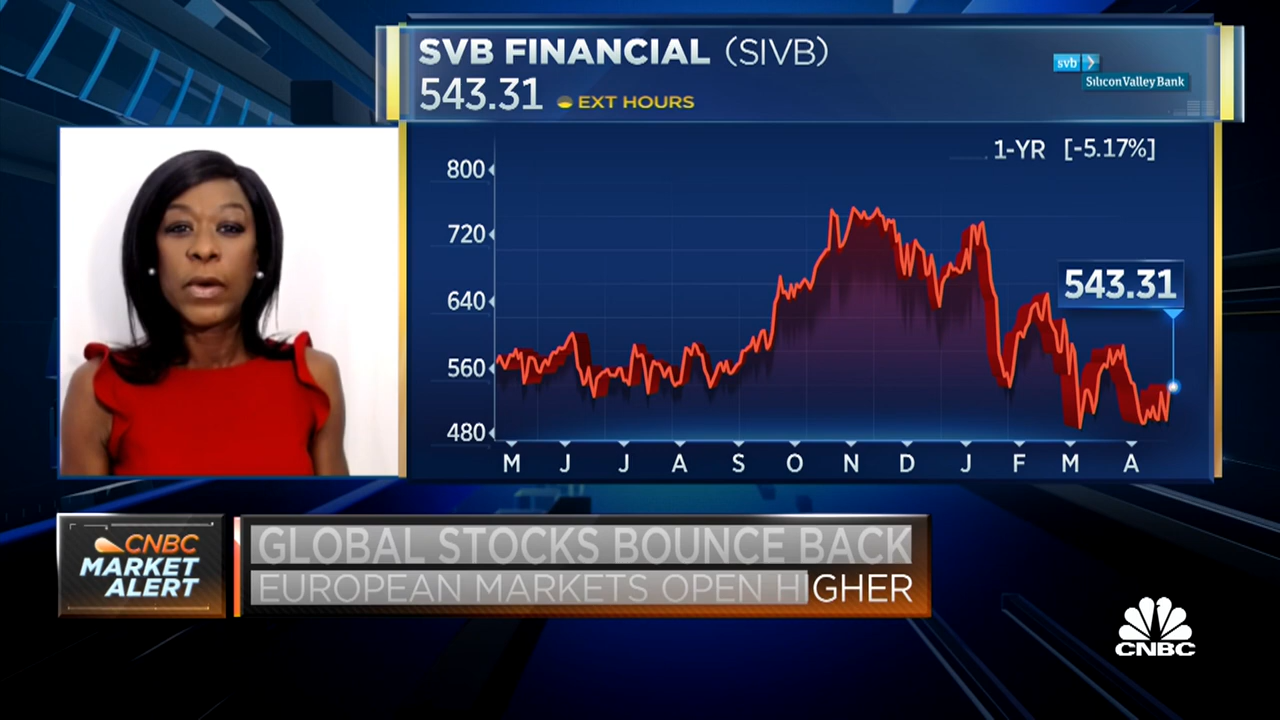 SVB FINANCIAL (SIVB)
543.31 EXT HOURS
svb
Silicon Valley Bank
1-YR [-5.17%]
800
720
640
560
480
543.31
M J J A S O N D J F M A
CNBC
MARKET
ALERT
GLOBAL STOCKS BOUNCE BACK
EUROPEAN MARKETS OPEN HIGHER
CNBC